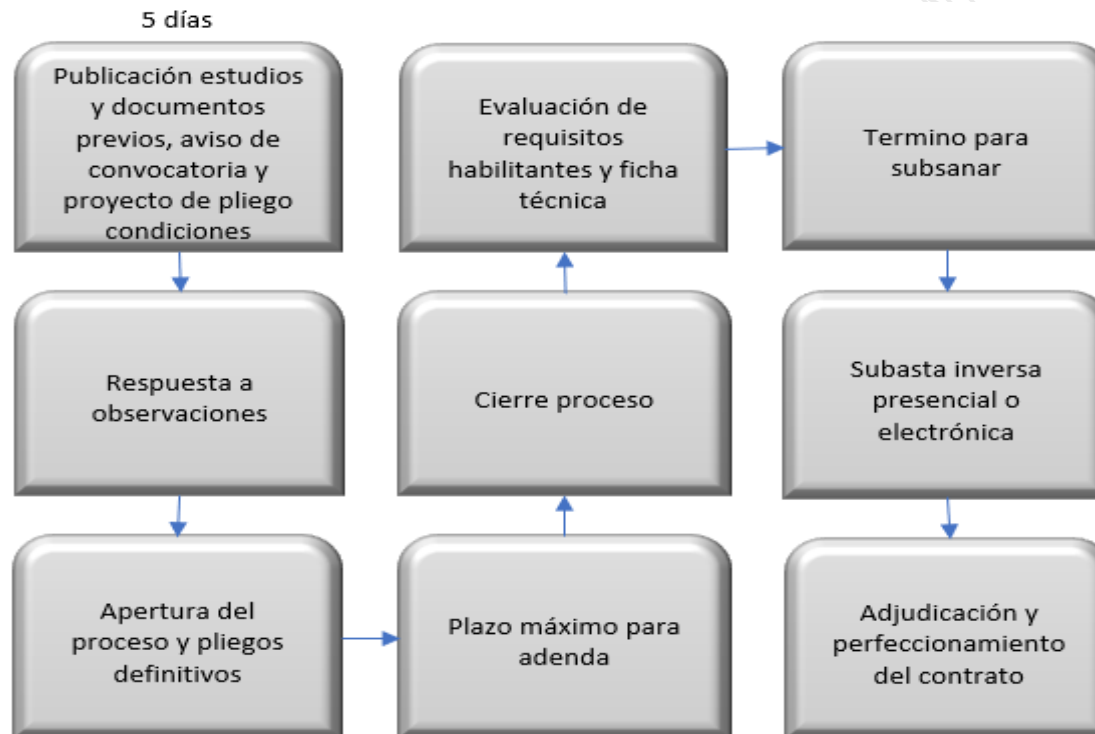 5 días
Publicación estudios
y documentos
previos, aviso de
convocatoria y
proyecto de pliego
condiciones
Respuesta a
observaciones
Apertura del
proceso y pliegos
definitivos
Plazo máximo para
adenda
Cierre proceso
Evaluación de
requisitos
habilitantes y ficha
técnica
Termino para
subsanar
Subasta inversa
presencial o
electrónica
Adjudicación y
perfeccionamiento
del contrato